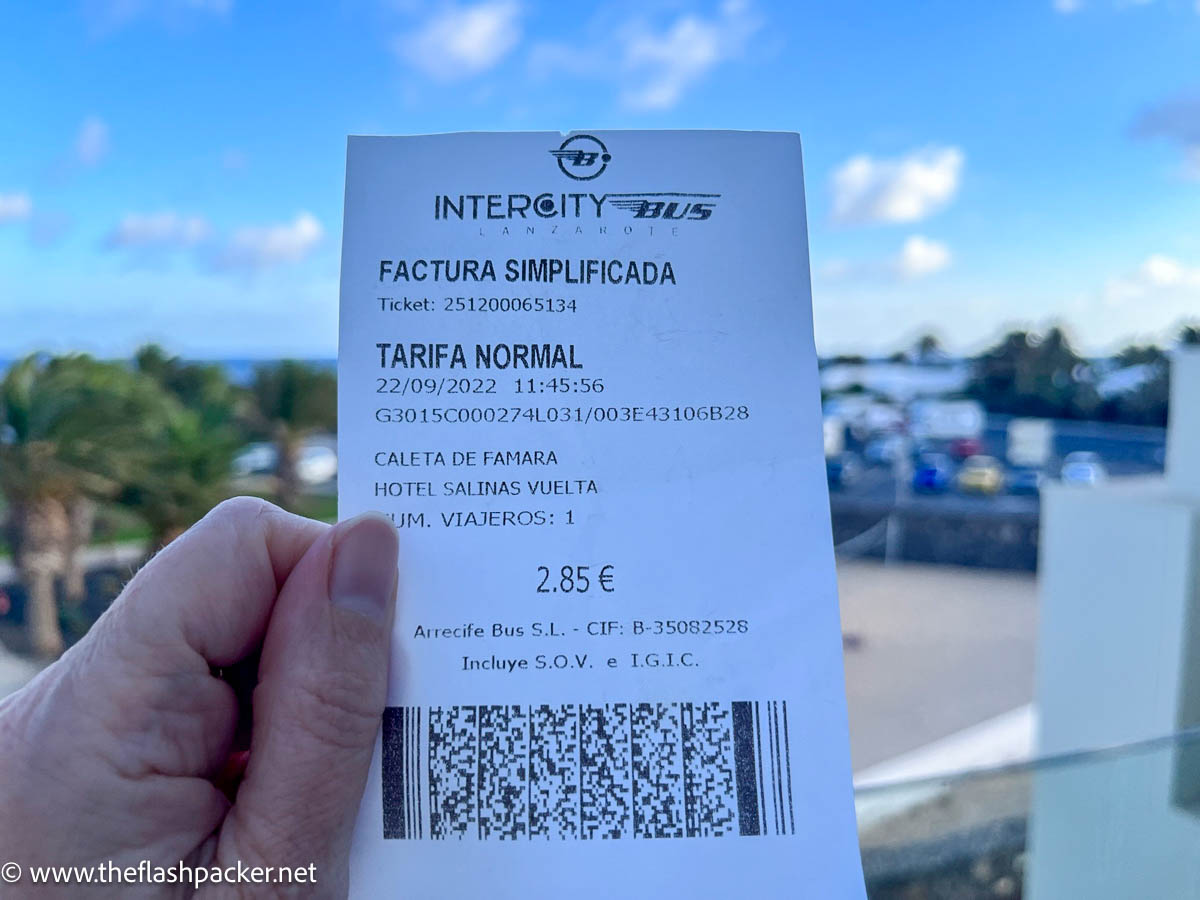 B
INTERCITY BUS
LANZAROTE
FACTURA SIMPLIFICADA
Ticket: 251200065134
TARIFA NORMAL
22/09/2022 11:45:56
G3015C000274L031/003E43106B28
CALETA DE FAMARA
HOTEL SALINAS VUELTA
UM. VIAJEROS: 1
2.85 €
Arrecife Bus S.L. - CIF: B-35082528
Incluye S.O.V. e I.G.I.C.
© www.theflashpacker.net